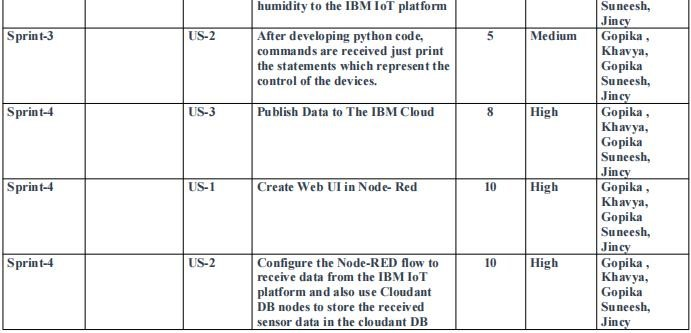 humidity to the IBM IoT platform
Suneesh,
Jincy
Sprint-3 US-2 After developing python code, 5 Medium Gopika ,
commands are received just print Khavya,
the statements which represent the Gopika
control of the devices. Suneesh,
Jincy
Sprint-4 US-3 Publish Data to The IBM Cloud 8 High Gopika ,
Khavya,
Gopika
Suneesh,
Jincy
Sprint-4 US-1 Create Web UI in Node- Red 10 High Gopika ,
Khavya,
Gopika
Suneesh,
Jincy
Sprint-4 US-2 Configure the Node-RED flow to 10 High Gopika ,
receive data from the IBM IoT Khavya,
platform and also use Cloudant Gopika
DB nodes to store the received Suneesh,
sensor data in the cloudant DB Jincy